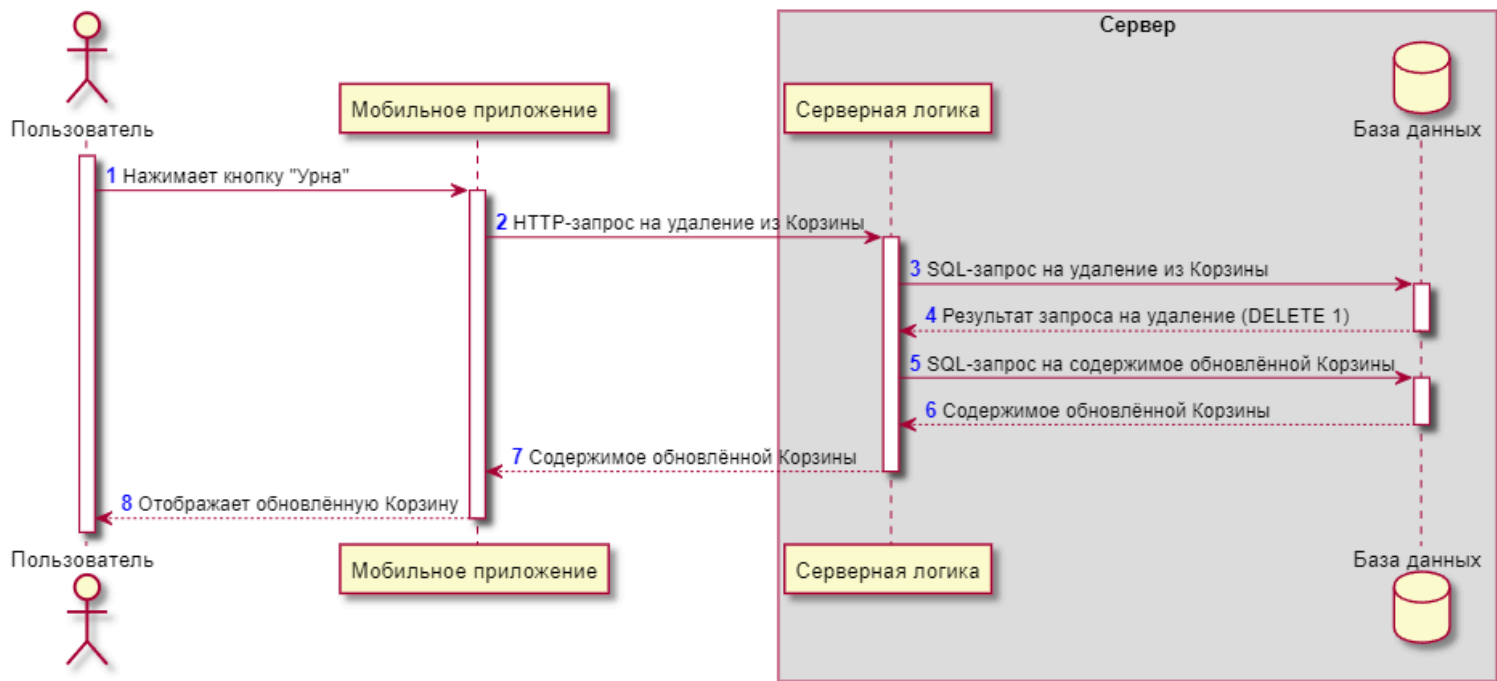 Сервер
Пользователь
Мобильное приложение
Серверная логика
База данных
1 Нажимает кнопку "Урна"
2 HTTP-запрос на удаление из Корзины
3 SQL-запрос на удаление из Корзины
4 Результат запроса на удаление (DELETE 1)
5 SQL-запрос на содержимое обновлённой Корзины
6 Содержимое обновлённой Корзины
7 Содержимое обновлённой Корзины
8 Отображает обновлённую Корзину
Пользователь
Мобильное приложение
Серверная логика
База данных